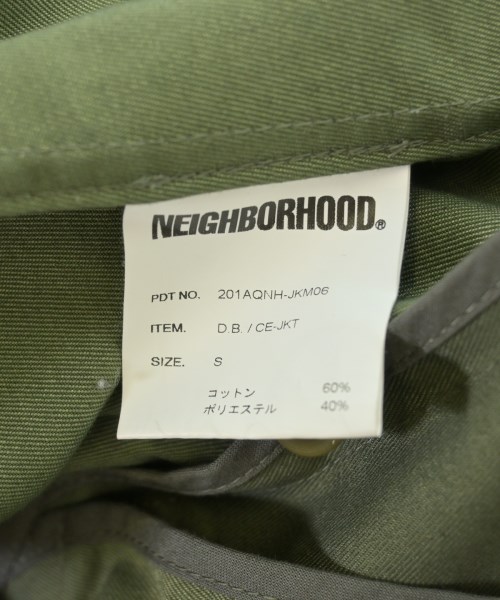 NEIGHBORHOOD®
PDT NO. 201AQNH-JKM06
ITEM. D.B. / CE-JKT
SIZE. S
コットン 60%
ポリエステル 40%